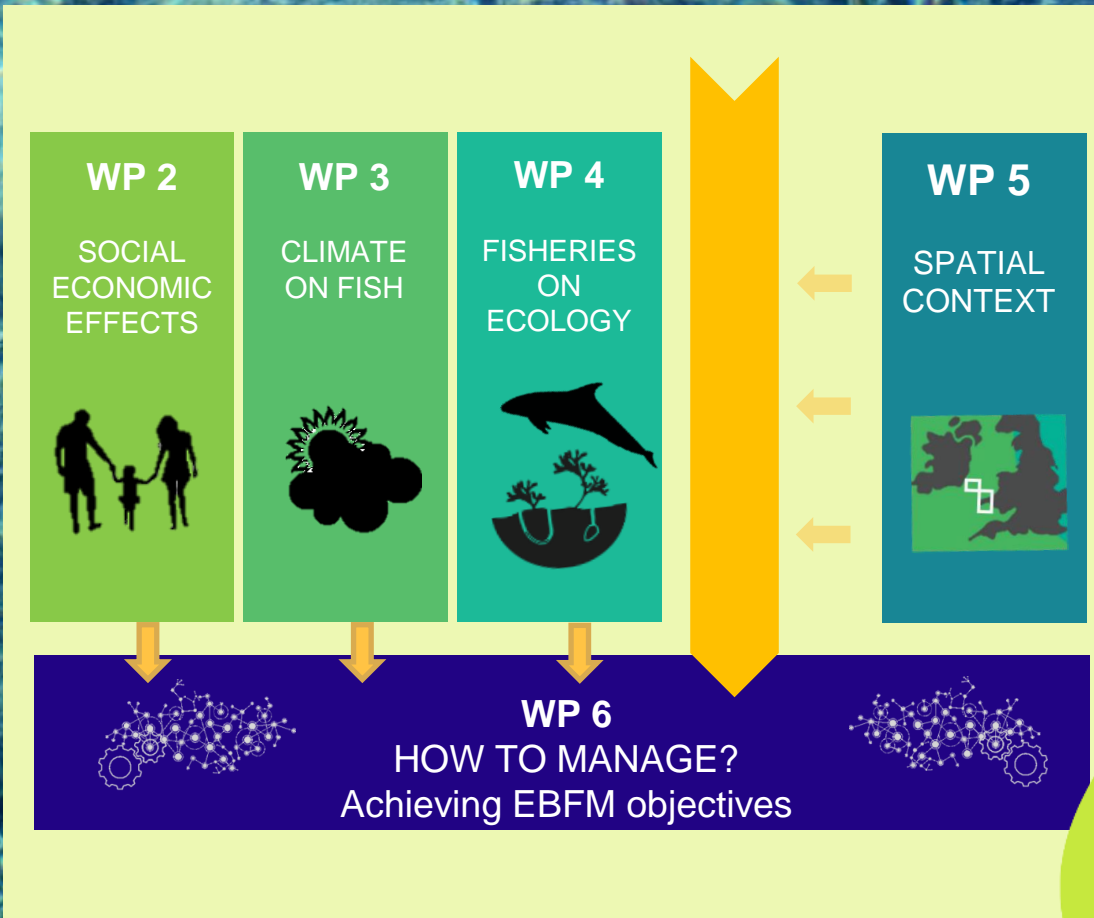 WP 2
SOCIAL
ECONOMIC
EFFECTS
WP 3
CLIMATE
ON FISH
WP 4
FISHERIES
ON
ECOLOGY
WP 5
SPATIAL
CONTEXT
WP 6
HOW TO MANAGE?
Achieving EBFM objectives